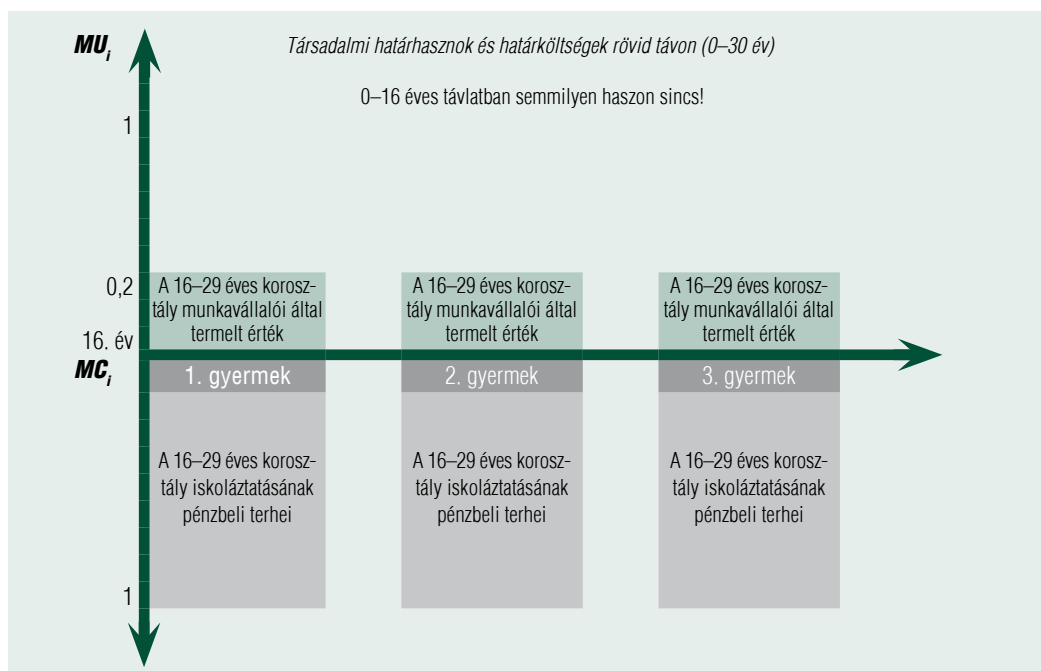 MUi
Társadalmi határhasznok és határköltségek rövid távon (0–30 év)
0–16 éves távlatban semmilyen haszon sincs!
1
0,2
A 16–29 éves korosz-
tály munkavállalói által
termelt érték
A 16–29 éves korosz-
tály munkavállalói által
termelt érték
A 16–29 éves korosz-
tály munkavállalói által
termelt érték
16. év
MCi
1. gyermek
2. gyermek
3. gyermek
A 16–29 éves korosz-
tály iskoláztatásának
pénzbeli terhei
A 16–29 éves korosz-
tály iskoláztatásának
pénzbeli terhei
A 16–29 éves korosz-
tály iskoláztatásának
pénzbeli terhei
1